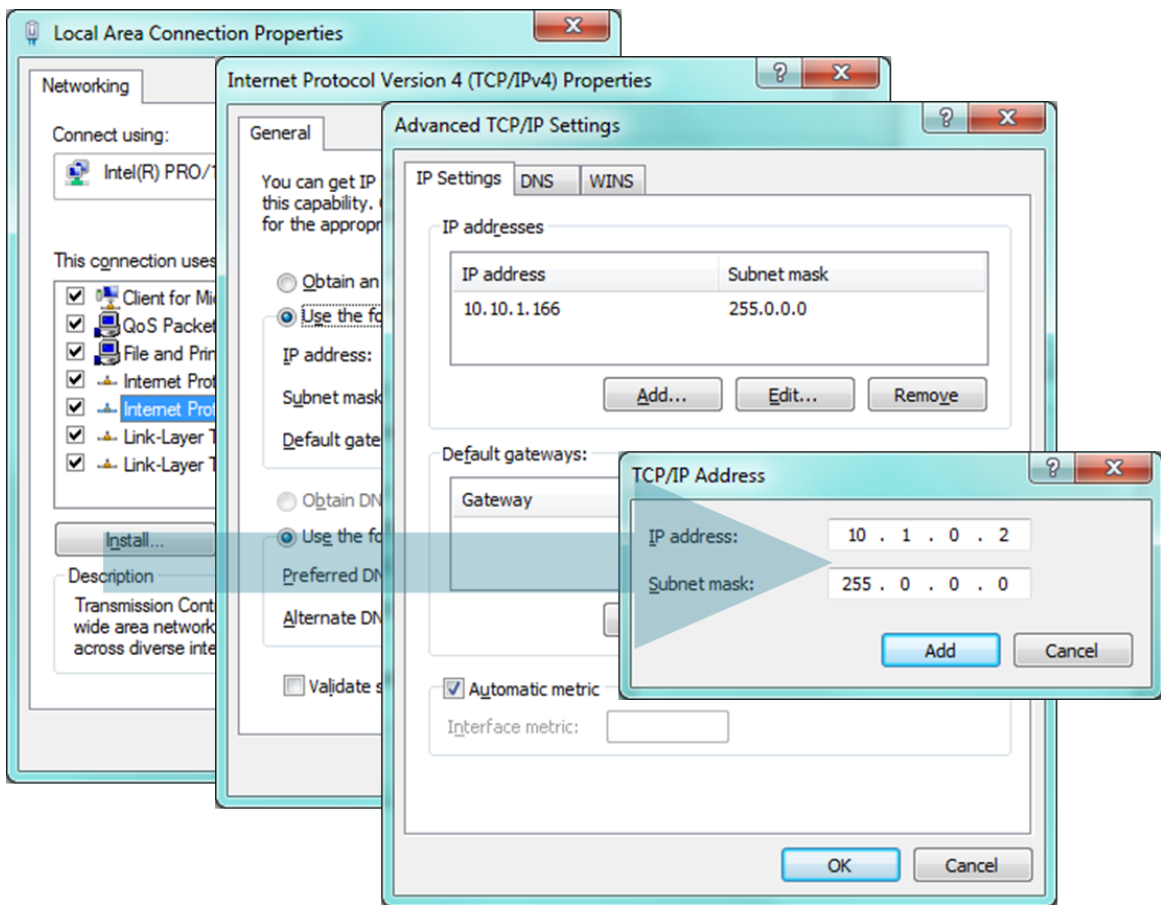 Local Area Connection Properties
Networking
Connect using:
Intel(R) PRO/1
This connection uses
Client for Mi
QoS Packet
File and Prin
Internet Prot
Internet Prot
Link-Layer T
Link-Layer T
Install...
Description
Transmission Cont
wide area network
across diverse inte
Internet Protocol Version 4 (TCP/IPv4) Properties
General
You can get IP
this capability.
for the appropr
Obtain an
Use the fo
IP address:
Subnet mask
Default gate
Obtain DN
Use the fo
Preferred DN
Alternate DN
Validate s
Advanced TCP/IP Settings
IP Settings DNS WINS
IP addresses
IP address Subnet mask
10.10.1.166 255.0.0.0
Add... Edit... Remove
Default gateways:
Gateway
Automatic metric
Interface metric:
OK Cancel
TCP/IP Address
IP address: 10 . 1 . 0 . 2
Subnet mask: 255 . 0 . 0 . 0
Add Cancel